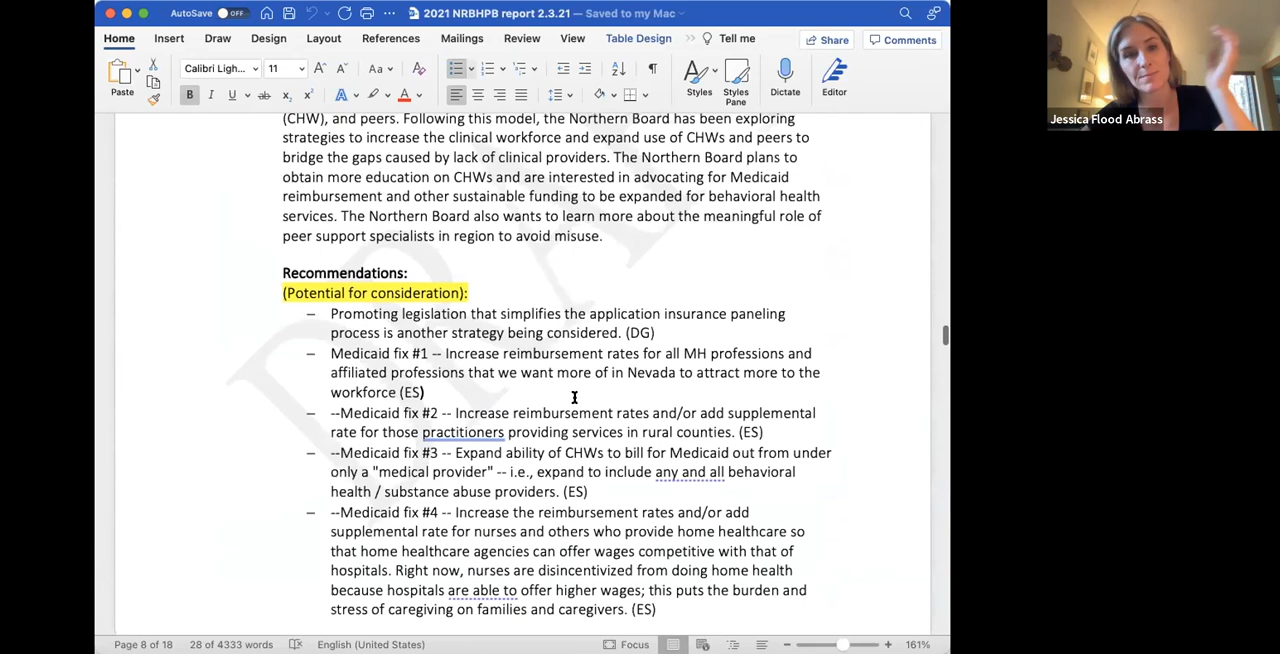 AutoSave OFF 2021 NRBHPB report 2.3.21 — Saved to my Mac
Home Insert Draw Design Layout References Mailings Review View Table Design Tell me Share Comments
Paste Calibri Ligh... 11 Styles Styles Pane Dictate Editor
(CHW), and peers. Following this model, the Northern Board has been exploring
strategies to increase the clinical workforce and expand use of CHWs and peers to
bridge the gaps caused by lack of clinical providers. The Northern Board plans to
obtain more education on CHWs and are interested in advocating for Medicaid
reimbursement and other sustainable funding to be expanded for behavioral health
services. The Northern Board also wants to learn more about the meaningful role of
peer support specialists in region to avoid misuse.
Recommendations:
(Potential for consideration):
– Promoting legislation that simplifies the application insurance paneling
process is another strategy being considered. (DG)
– Medicaid fix #1 -- Increase reimbursement rates for all MH professions and
affiliated professions that we want more of in Nevada to attract more to the
workforce (ES)
– --Medicaid fix #2 -- Increase reimbursement rates and/or add supplemental
rate for those practitioners providing services in rural counties. (ES)
– --Medicaid fix #3 -- Expand ability of CHWs to bill for Medicaid out from under
only a "medical provider" -- i.e., expand to include any and all behavioral
health / substance abuse providers. (ES)
– --Medicaid fix #4 -- Increase the reimbursement rates and/or add
supplemental rate for nurses and others who provide home healthcare so
that home healthcare agencies can offer wages competitive with that of
hospitals. Right now, nurses are disincentivized from doing home health
because hospitals are able to offer higher wages; this puts the burden and
stress of caregiving on families and caregivers. (ES)
DRAFT
Page 8 of 18 28 of 4333 words English (United States) Focus 161%
Jessica Flood Abrass